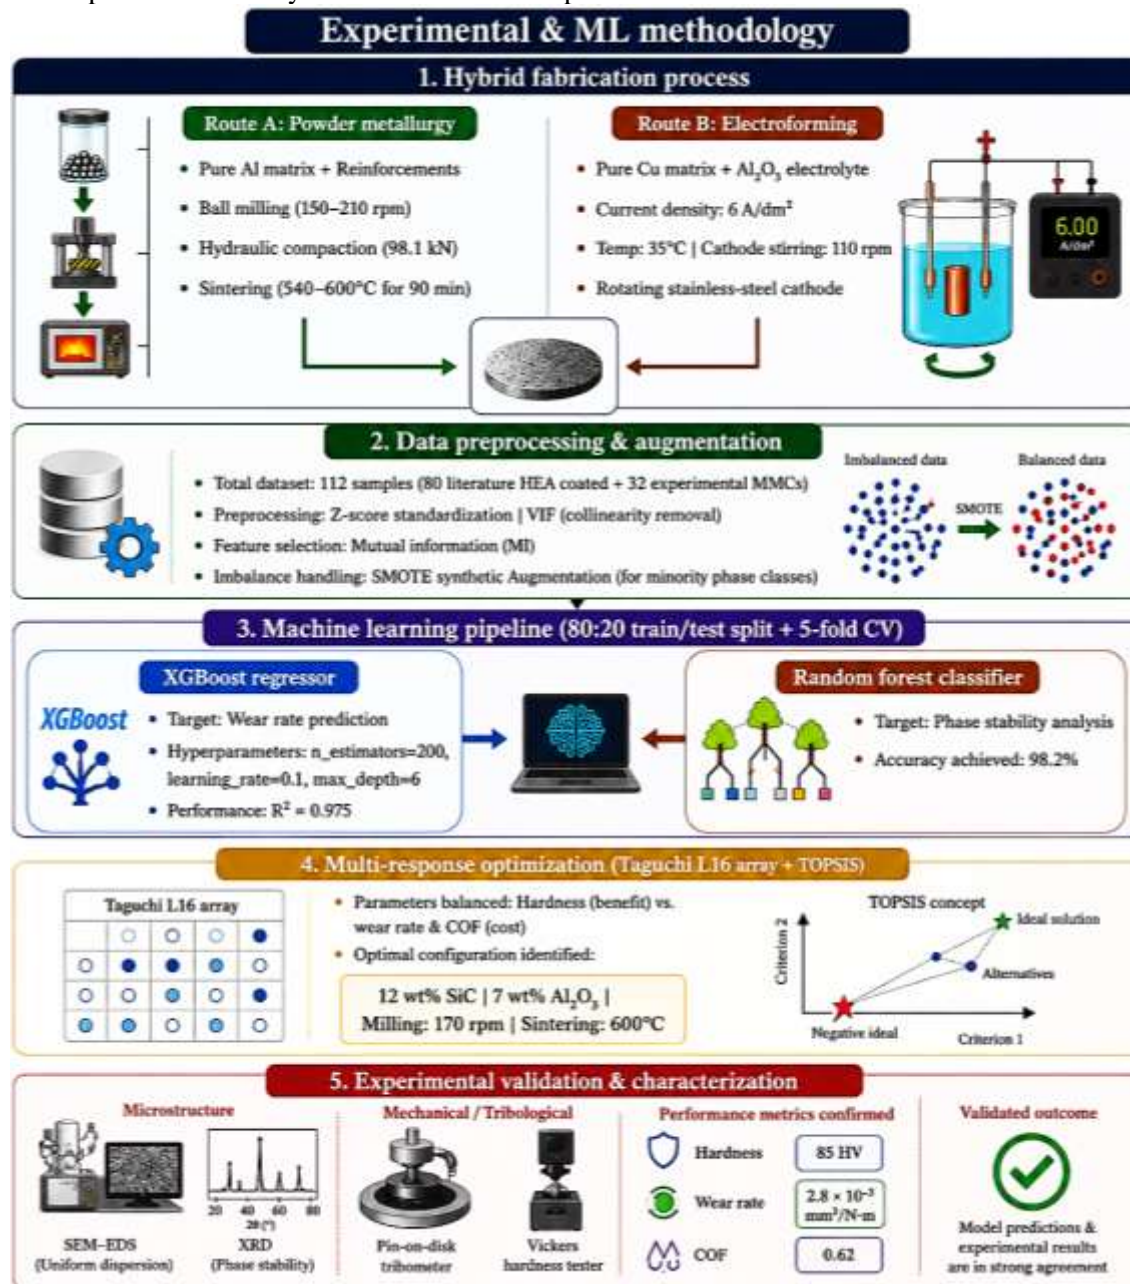 Experimental & ML methodology
1. Hybrid fabrication process
Route A: Powder metallurgy
• Pure Al matrix + Reinforcements
• Ball milling (150–210 rpm)
• Hydraulic compaction (98.1 kN)
• Sintering (540–600°C for 90 min)
Route B: Electroforming
• Pure Cu matrix + Al₂O₃ electrolyte
• Current density: 6 A/dm²
• Temp: 35°C | Cathode stirring: 110 rpm
• Rotating stainless-steel cathode
6.00
A/dm²
2. Data preprocessing & augmentation
• Total dataset: 112 samples (80 literature HEA coated + 32 experimental MMCs)
• Preprocessing: Z-score standardization | VIF (collinearity removal)
• Feature selection: Mutual information (MI)
• Imbalance handling: SMOTE synthetic Augmentation (for minority phase classes)
Imbalanced data
SMOTE
Balanced data
3. Machine learning pipeline (80:20 train/test split + 5-fold CV)
XGBoost regressor
XGBoost
• Target: Wear rate prediction
• Hyperparameters: n_estimators=200,
learning_rate=0.1, max_depth=6
• Performance: R² = 0.975
Random forest classifier
• Target: Phase stability analysis
• Accuracy achieved: 98.2%
4. Multi-response optimization (Taguchi L16 array + TOPSIS)
Taguchi L16 array
• Parameters balanced: Hardness (benefit) vs.
wear rate & COF (cost)
• Optimal configuration identified:
12 wt% SiC | 7 wt% Al₂O₃ |
Milling: 170 rpm | Sintering: 600°C
TOPSIS concept
Criterion 2
Ideal solution
Alternatives
Negative ideal
Criterion 1
5. Experimental validation & characterization
Microstructure
20 40 60 80
2θ (°)
SEM–EDS
(Uniform dispersion)
XRD
(Phase stability)
Mechanical / Tribological
Pin-on-disk
tribometer
Vickers
hardness tester
Performance metrics confirmed
Hardness
85 HV
Wear rate
2.8 × 10⁻³
mm³/N·m
COF
0.62
Validated outcome
Model predictions &
experimental results
are in strong agreement